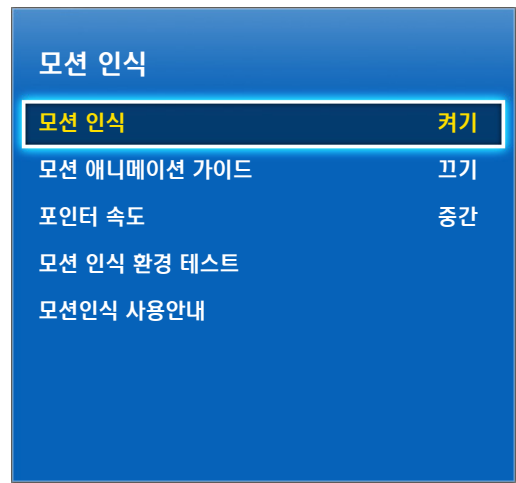 모션 인식
모션 인식 켜기
모션 애니메이션 가이드 끄기
포인터 속도 중간
모션 인식 환경 테스트
모션인식 사용안내